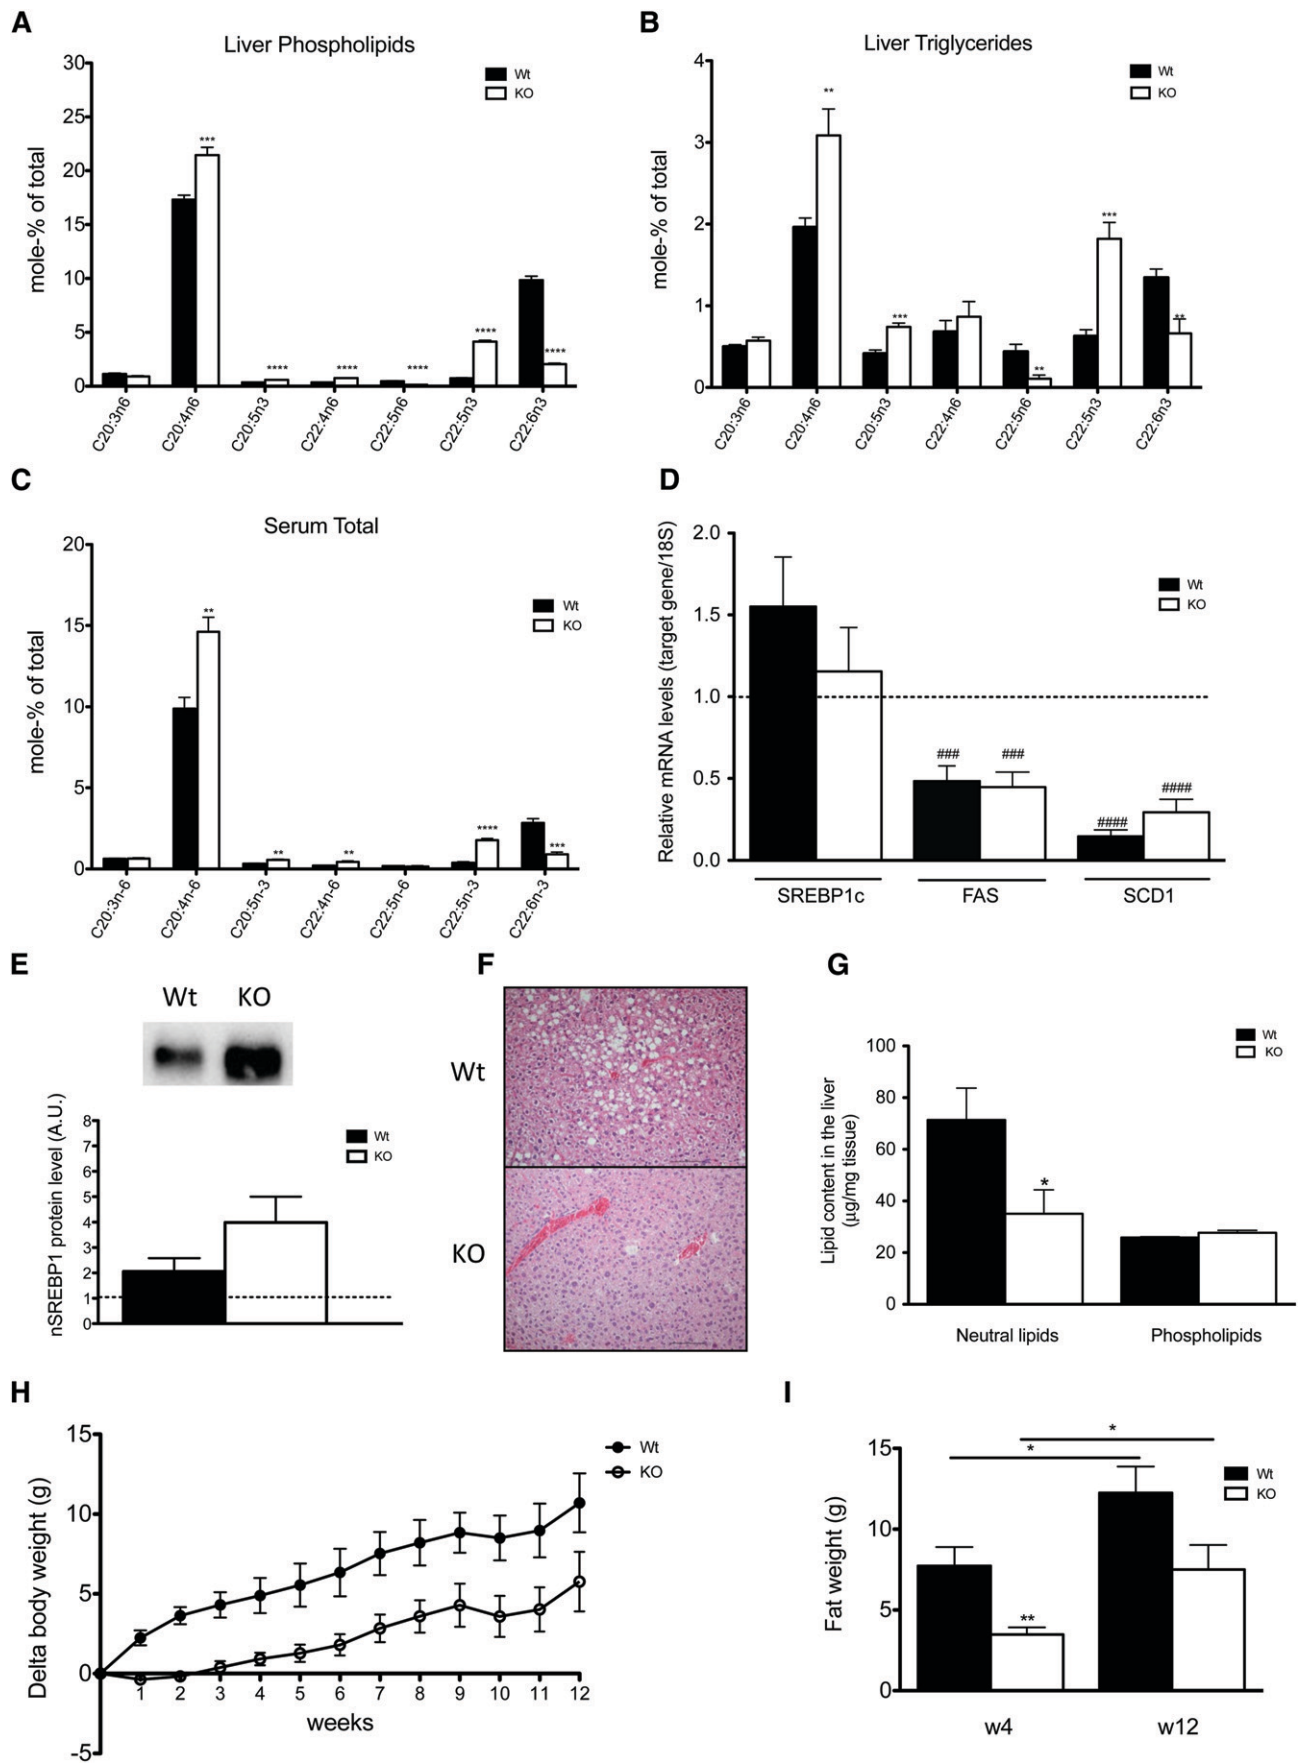 A
Liver Phospholipids
mole-% of total
30
25
20
15
10
5
0
Wt
KO
***
****
****
****
****
****
C20:3n6
C20:4n6
C20:5n3
C22:4n6
C22:5n6
C22:5n3
C22:6n3
B
Liver Triglycerides
mole-% of total
4
3
2
1
0
Wt
KO
**
***
**
***
**
C20:3n6
C20:4n6
C20:5n3
C22:4n6
C22:5n6
C22:5n3
C22:6n3
C
Serum Total
mole-% of total
20
15
10
5
0
Wt
KO
**
**
**
****
***
C20:3n-6
C20:4n-6
C20:5n-3
C22:4n-6
C22:5n-6
C22:5n-3
C22:6n-3
D
Relative mRNA levels (target gene/18S)
2.0
1.5
1.0
0.5
0.0
Wt
KO
###
###
####
####
SREBP1c
FAS
SCD1
E
Wt KO
nSREBP1 protein level (A.U.)
8
7
6
5
4
3
2
1
0
Wt
KO
F
Wt
KO
G
Lipid content in the liver
(µg/mg tissue)
100
80
60
40
20
0
Wt
KO
*
Neutral lipids
Phospholipids
H
Delta body weight (g)
15
10
5
0
-5
Wt
KO
1 2 3 4 5 6 7 8 9 10 11 12
weeks
I
Fat weight (g)
15
10
5
0
*
*
Wt
KO
**
w4
w12